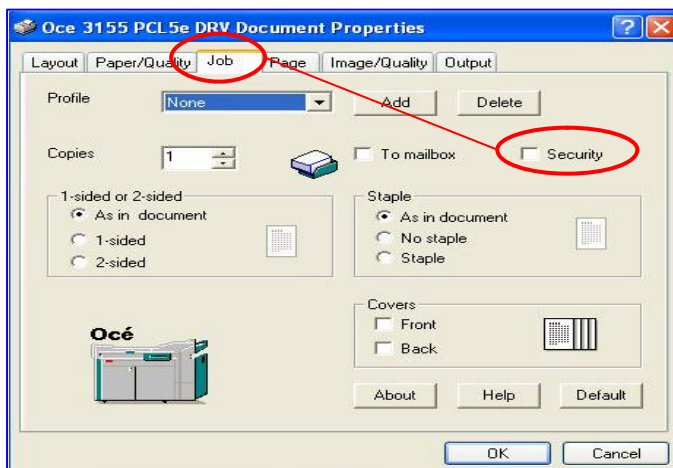 Oce 3155 PCL5e DRV Document Properties
Layout Paper/Quality Job Page Image/Quality Output
Profile None Add Delete
Copies 1 To mailbox Security
1-sided or 2-sided
As in document
1-sided
2-sided
Staple
As in document
No staple
Staple
Covers
Front
Back
Océ
About Help Default
OK Cancel